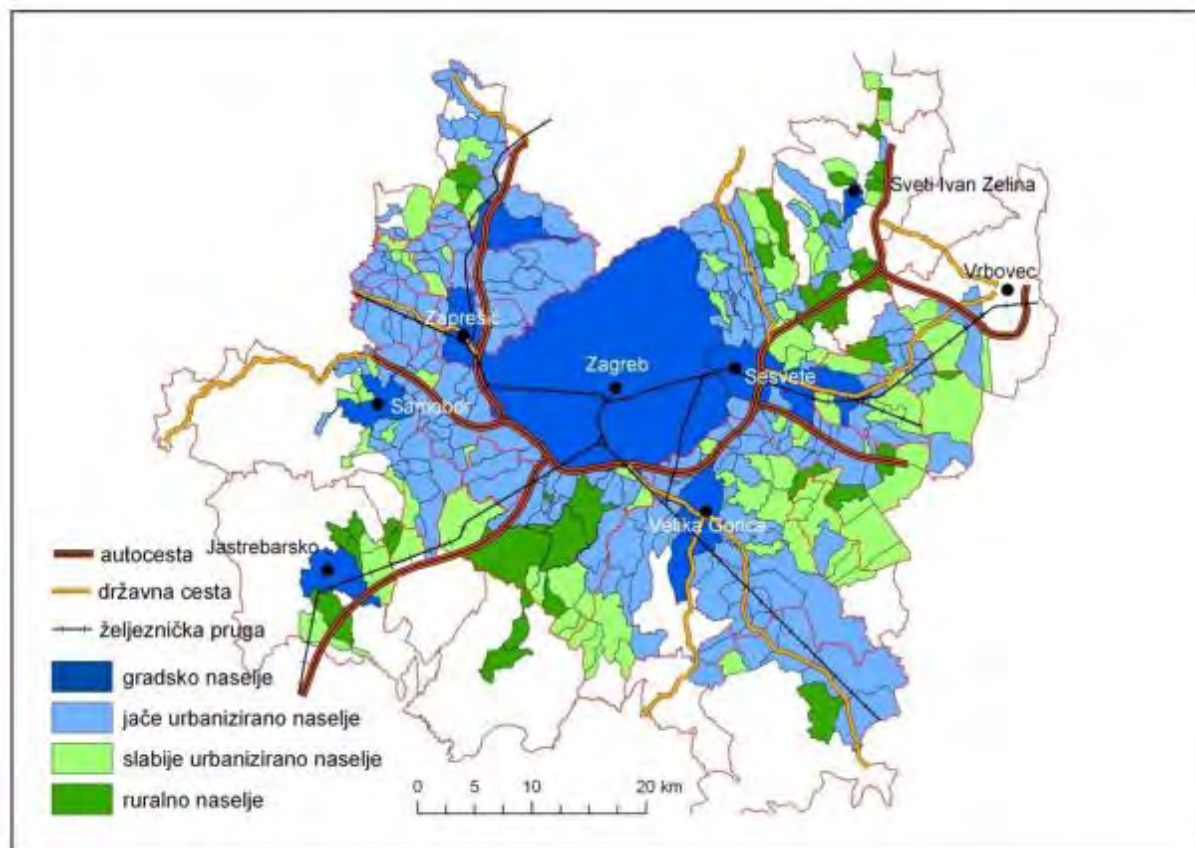 Sveti Ivan Zelina
Vrbovec
Zaprešić
Zagreb
Sesvete
Samobor
Velika Gorica
Jastrebarsko
autocesta
državna cesta
željeznička pruga
gradsko naselje
jače urbanizirano naselje
slabije urbanizirano naselje
ruralno naselje
0 5 10 20 km